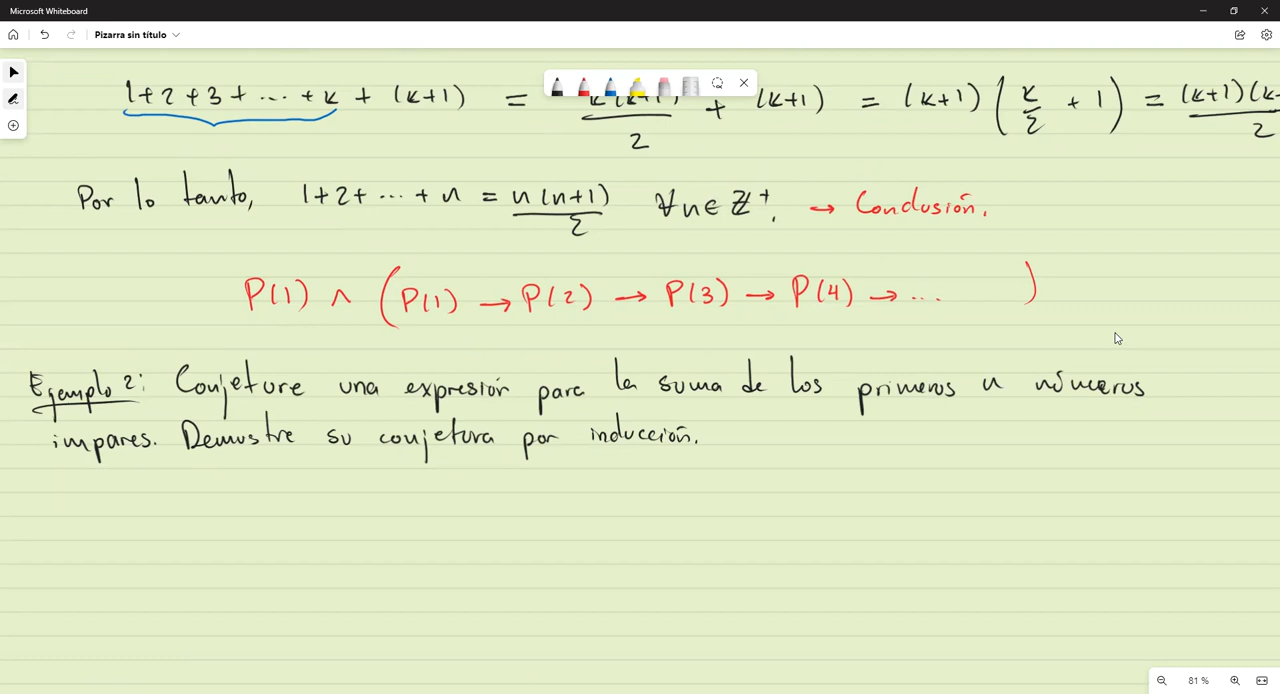 Microsoft Whiteboard
Pizarra sin título
1+2+3+...+k + (k+1) = k(k+1)/2 + (k+1) = (k+1)(k/2 + 1) = (k+1)(k-
2
Por lo tanto, 1+2+...+n = n(n+1)/2 ∀n∈ℤ⁺. → Conclusión.
P(1) ∧ (P(1) → P(2) → P(3) → P(4) → ... )
Ejemplo 2: Conjeture una expresión para la suma de los primeros n números
impares. Demustre su conjetura por inducción.
81 %